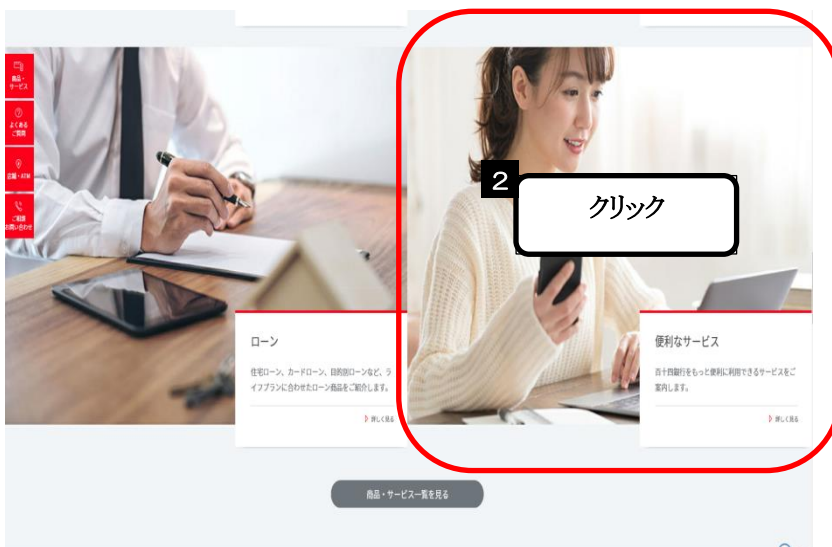 商品・
サービス
よくある
ご質問
店舗・ATM
ご相談
お問い合わせ
2
クリック
ローン
住宅ローン、カードローン、目的別ローンなど、ラ
イフプランに合わせたローン商品をご紹介します。
詳しく見る
便利なサービス
百十四銀行をもっと便利に利用できるサービスをご
案内します。
詳しく見る
商品・サービス一覧を見る